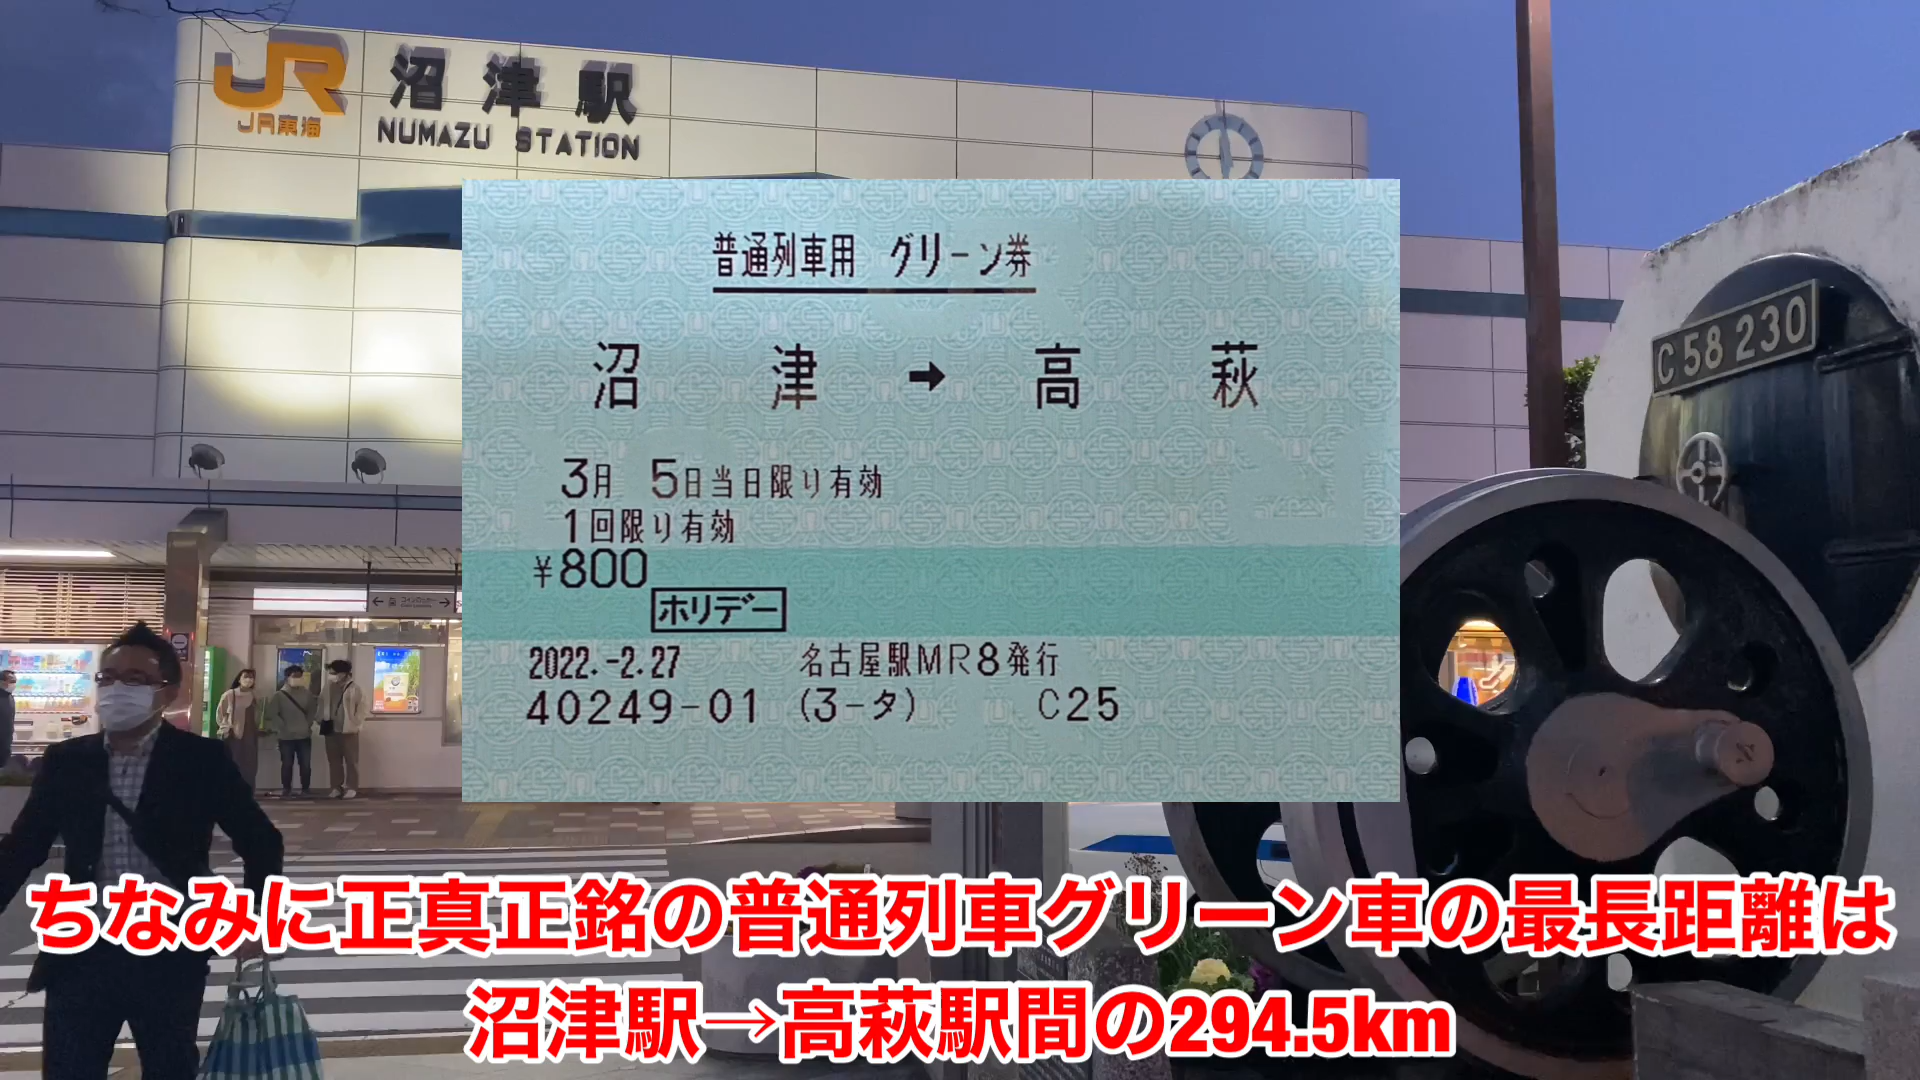 JR
JR東海
沼津駅
NUMAZU STATION
普通列車用 グリーン券
沼 津 → 高 萩
3月 5日当日限り有効
1回限り有効
¥800
ホリデー
2022.-2.27 名古屋駅MR8発行
40249-01 (3-タ) C25
C58 230
ちなみに正真正銘の普通列車グリーン車の最長距離は
沼津駅→高萩駅間の294.5km